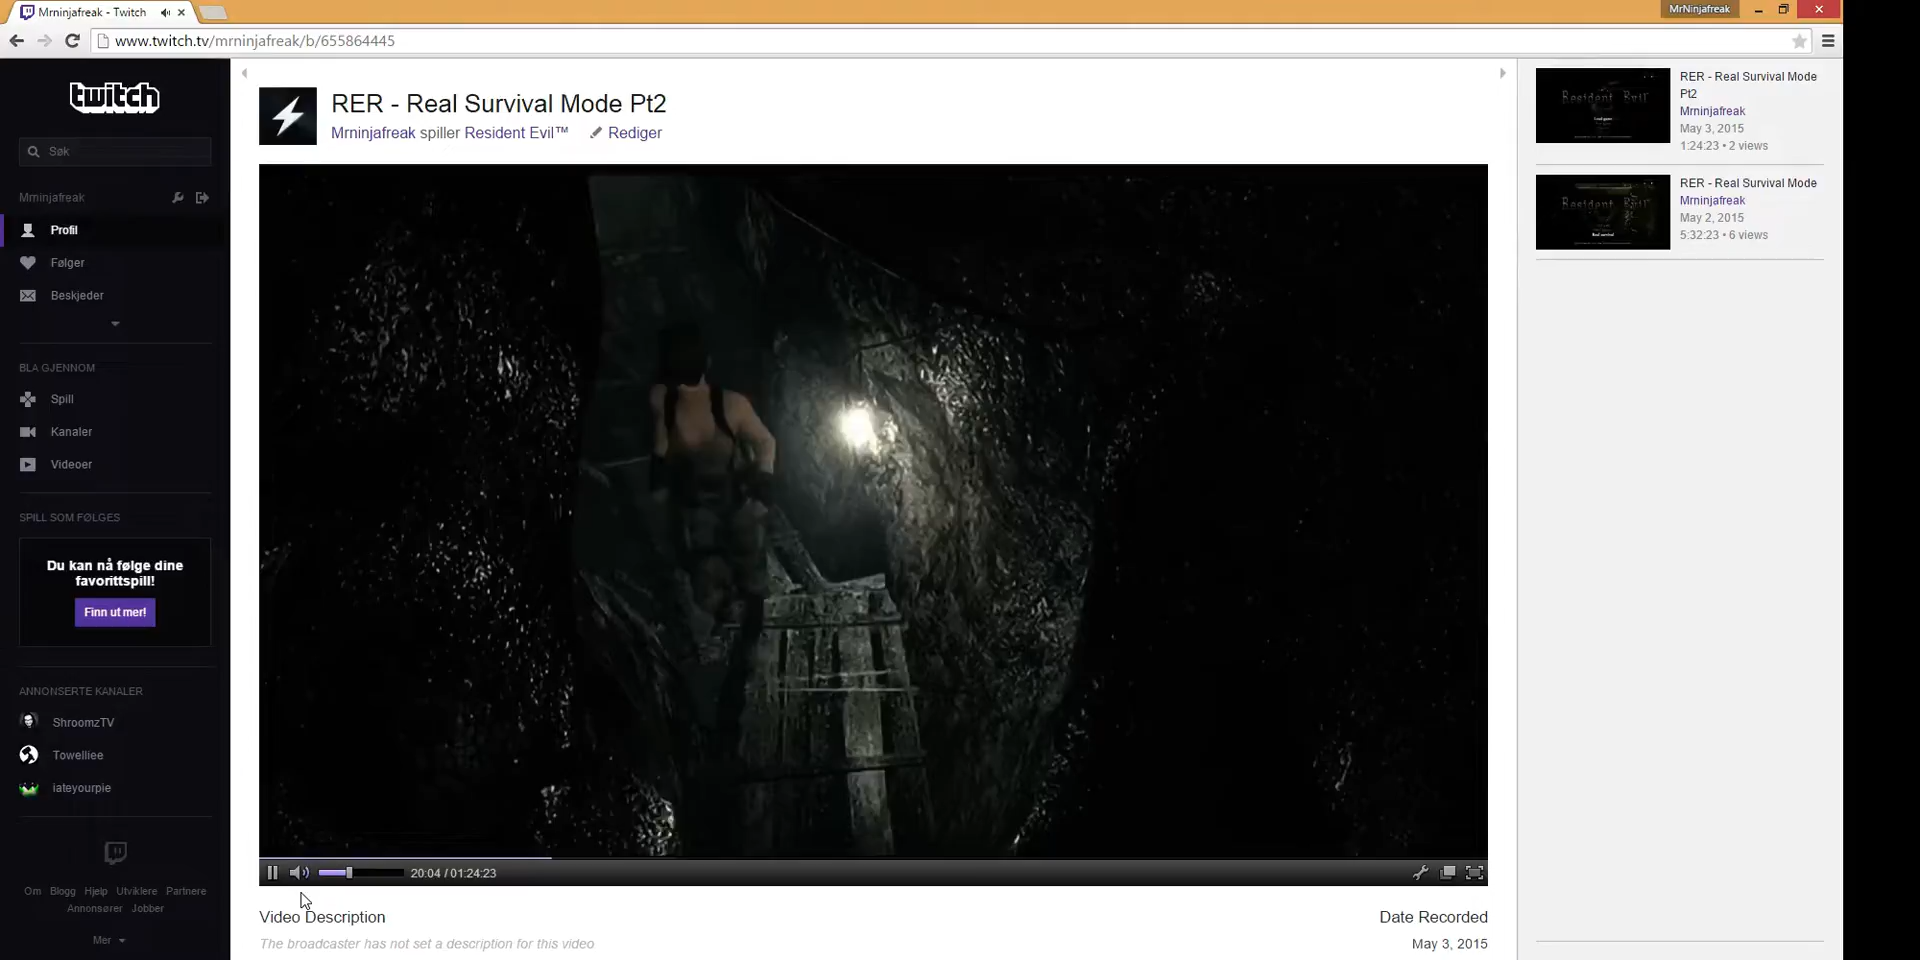 Mrninjafreak - Twitch
MrNinjafreak
www.twitch.tv/mrninjafreak/b/655864445
twitch
Søk
Mrninjafreak
Profil
Følger
Beskjeder
BLA GJENNOM
Spill
Kanaler
Videoer
SPILL SOM FØLGES
Du kan nå følge dine
favorittspill!
Finn ut mer!
ANNONSERTE KANALER
ShroomzTV
Towelliee
iateyourpie
Om Blogg Hjelp Utviklere Partnere
Annonsører Jobber
Mer
RER - Real Survival Mode Pt2
Mrninjafreak spiller Resident Evil™ Rediger
20:04 / 01:24:23
Video Description
Date Recorded
The broadcaster has not set a description for this video
May 3, 2015
Resident Evil
RER - Real Survival Mode
Pt2
Mrninjafreak
May 3, 2015
1:24:23 • 2 views
Resident Evil
RER - Real Survival Mode
Mrninjafreak
May 2, 2015
5:32:23 • 6 views